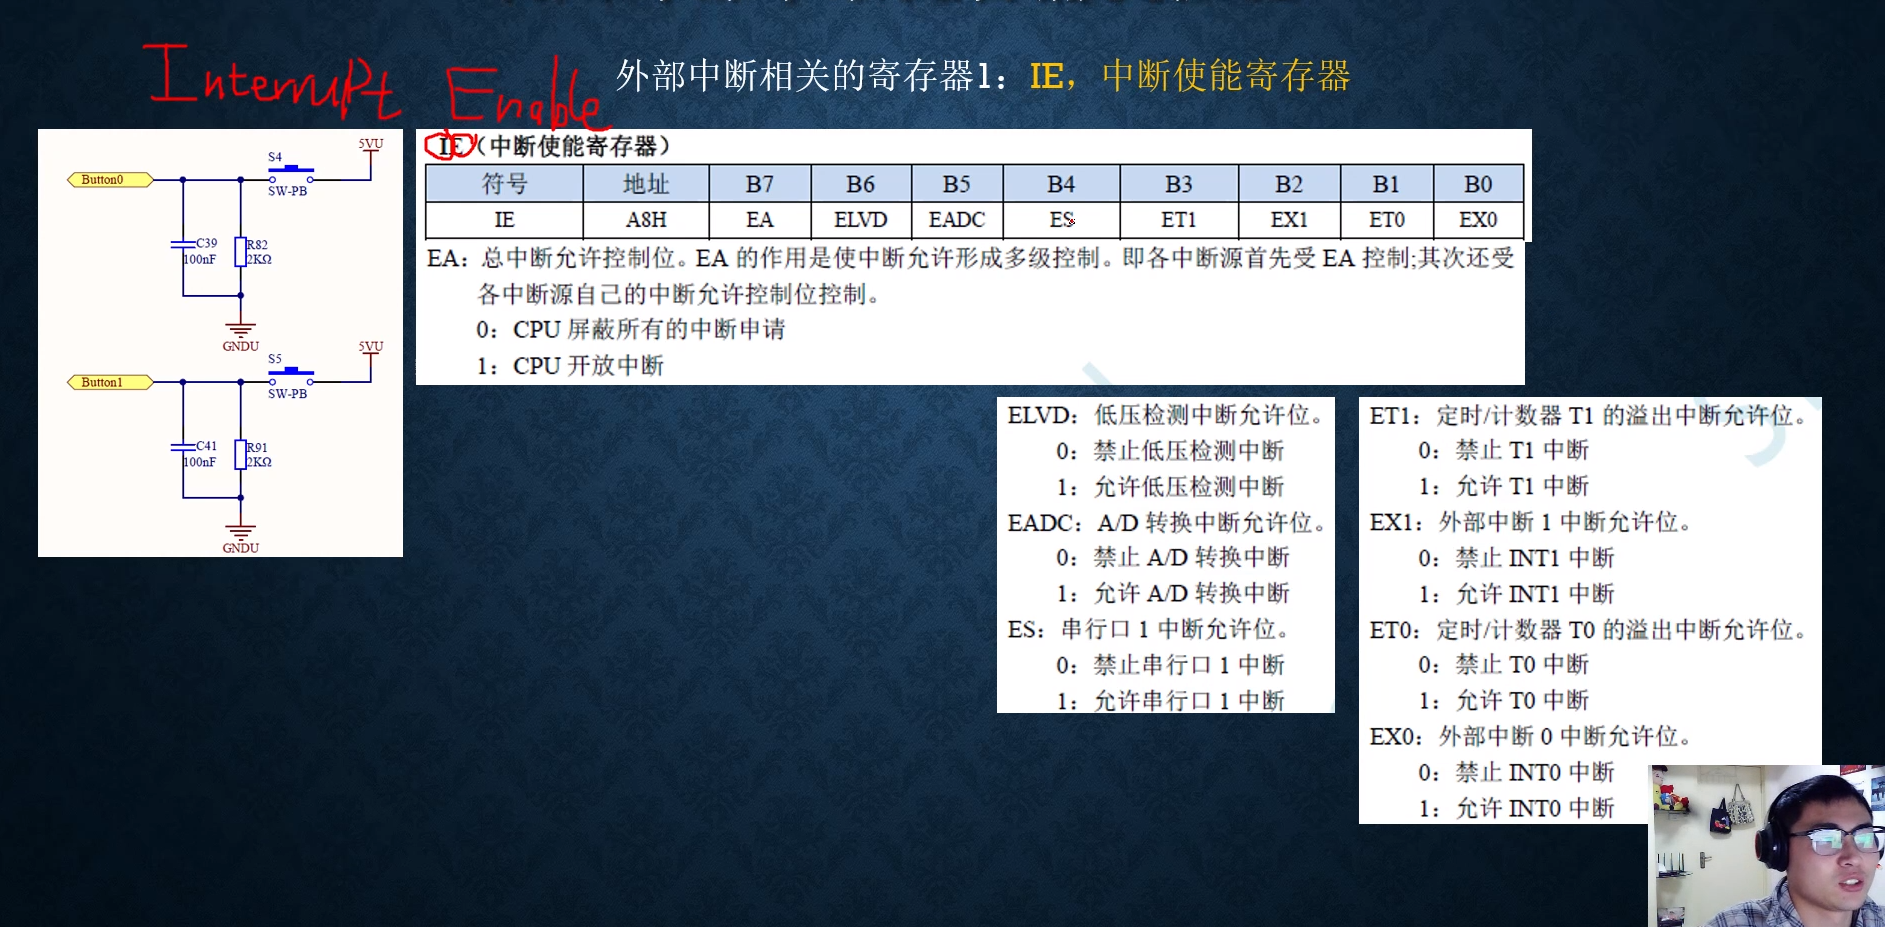 Interrupt Enable
外部中断相关的寄存器1：IE，中断使能寄存器
Button0
S4
SW-PB
5VU
C39
100nF
R82
2KΩ
GNDU
Button1
S5
SW-PB
5VU
C41
100nF
R91
2KΩ
GNDU
IE（中断使能寄存器）
符号 地址 B7 B6 B5 B4 B3 B2 B1 B0
IE A8H EA ELVD EADC ES ET1 EX1 ET0 EX0
EA：总中断允许控制位。EA 的作用是使中断允许形成多级控制。即各中断源首先受 EA 控制;其次还受
各中断源自己的中断允许控制位控制。
0：CPU 屏蔽所有的中断申请
1：CPU 开放中断
ELVD：低压检测中断允许位。
0：禁止低压检测中断
1：允许低压检测中断
EADC：A/D 转换中断允许位。
0：禁止 A/D 转换中断
1：允许 A/D 转换中断
ES：串行口 1 中断允许位。
0：禁止串行口 1 中断
1：允许串行口 1 中断
ET1：定时/计数器 T1 的溢出中断允许位。
0：禁止 T1 中断
1：允许 T1 中断
EX1：外部中断 1 中断允许位。
0：禁止 INT1 中断
1：允许 INT1 中断
ET0：定时/计数器 T0 的溢出中断允许位。
0：禁止 T0 中断
1：允许 T0 中断
EX0：外部中断 0 中断允许位。
0：禁止 INT0 中断
1：允许 INT0 中断